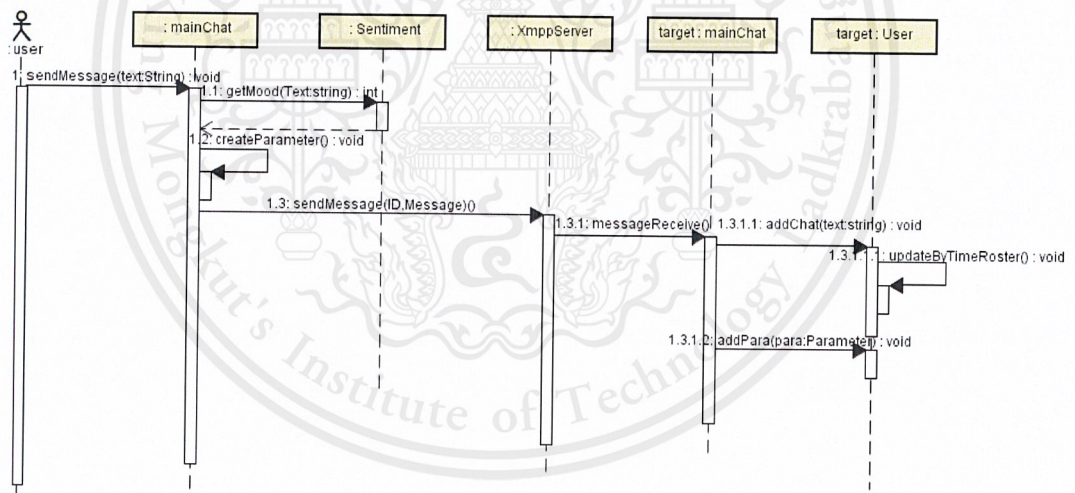 : mainChat
: Sentiment
: XmppServer
target : mainChat
target : User
: user
1: sendMessage(text:String) : void
1.1: getMood(Text:string) : int
1.2: createParameter() : void
1.3: sendMessage(ID,Message)()
1.3.1: messageReceive()
1.3.1.1: addChat(text:string) : void
1.3.1.1.1: updateByTimeRoster() : void
1.3.1.2: addPara(para:Parameter) : void
Mongkut's Institute of Technology Ladkrabang